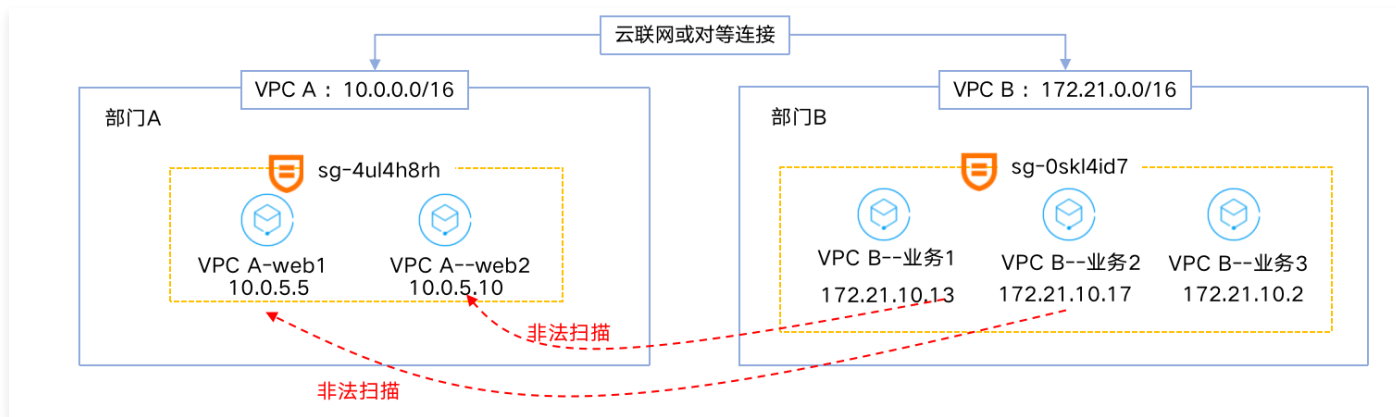 云联网或对等连接
VPC A： 10.0.0.0/16
VPC B： 172.21.0.0/16
部门A
部门B
sg-4ul4h8rh
sg-0skl4id7
VPC A-web1
10.0.5.5
VPC A--web2
10.0.5.10
VPC B--业务1
172.21.10.13
VPC B--业务2
172.21.10.17
VPC B--业务3
172.21.10.2
非法扫描
非法扫描